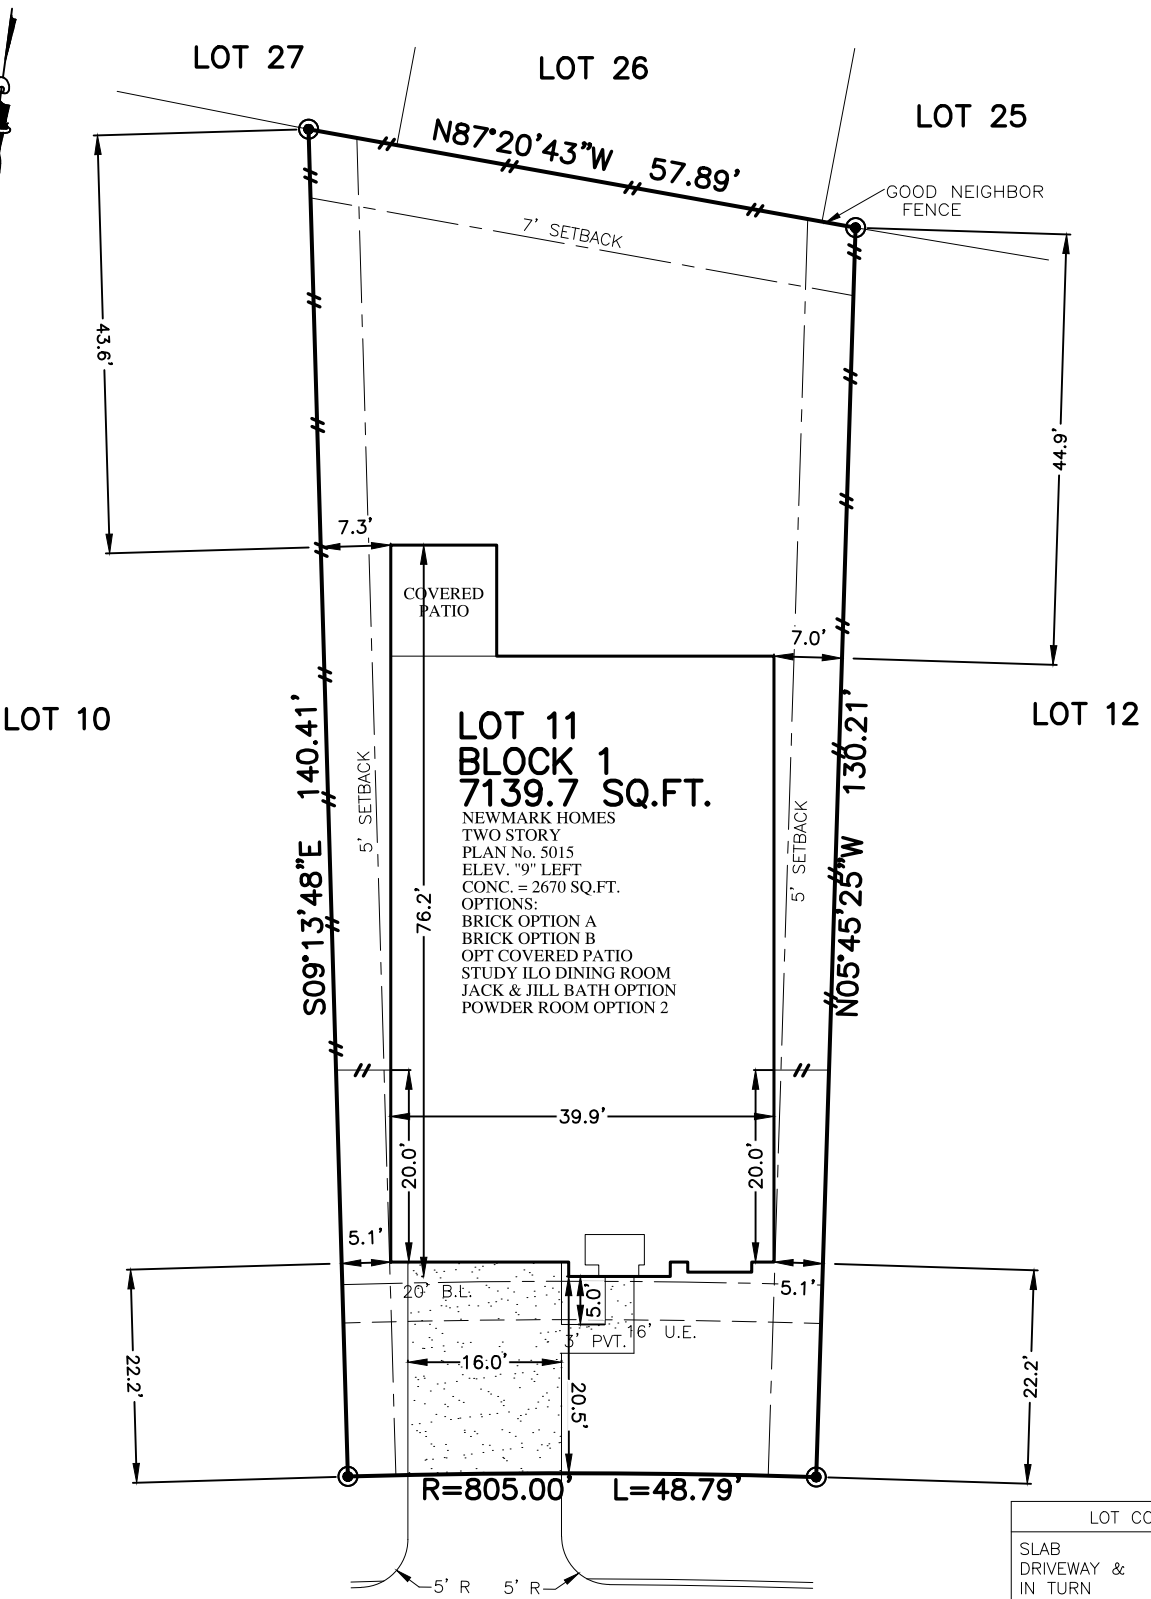 LOT 27
LOT 26
LOT 25
N87°20'43"W 57.89'
GOOD NEIGHBOR
FENCE
7' SETBACK
43.6'
44.9'
7.3'
COVERED
PATIO
7.0'
LOT 10
LOT 12
S09°13'48"E 140.41'
5' SETBACK
LOT 11
BLOCK 1
7139.7 SQ.FT.
NEWMARK HOMES
TWO STORY
PLAN No. 5015
ELEV. "9" LEFT
CONC. = 2670 SQ.FT.
OPTIONS:
BRICK OPTION A
BRICK OPTION B
OPT COVERED PATIO
STUDY ILO DINING ROOM
JACK & JILL BATH OPTION
POWDER ROOM OPTION 2
76.2'
5' SETBACK
N05°45'25"W 130.21'
39.9'
20.0'
20.0'
5.1'
5.1'
20' B.L.
5.0'
3' PVT.
16' U.E.
22.2'
16.0'
20.5'
22.2'
R=805.00' L=48.79'
5' R
5' R
LOT CO
SLAB
DRIVEWAY &
IN TURN